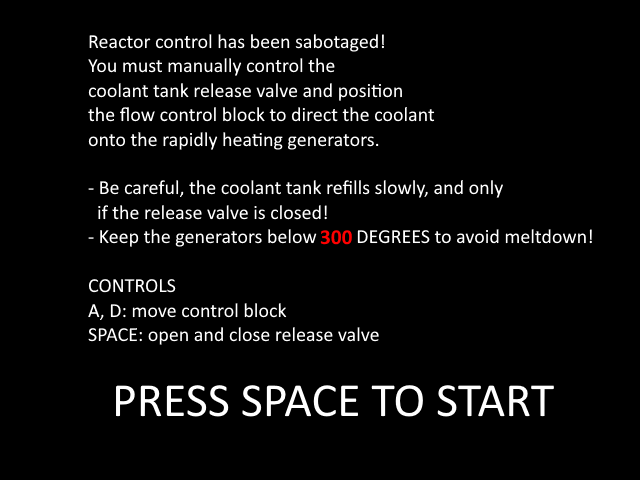 Reactor control has been sabotaged!
You must manually control the
coolant tank release valve and position
the flow control block to direct the coolant
onto the rapidly heating generators.
- Be careful, the coolant tank refills slowly, and only
if the release valve is closed!
- Keep the generators below 300 DEGREES to avoid meltdown!
CONTROLS
A, D: move control block
SPACE: open and close release valve
PRESS SPACE TO START